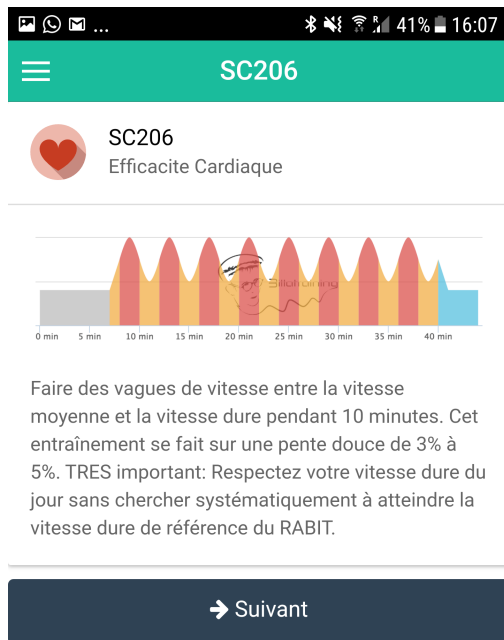 ... 41% 16:07
SC206
SC206
Efficacite Cardiaque
Billatraining
0 min 5 min 10 min 15 min 20 min 25 min 30 min 35 min 40 min
Faire des vagues de vitesse entre la vitesse
moyenne et la vitesse dure pendant 10 minutes. Cet
entraînement se fait sur une pente douce de 3% à
5%. TRES important: Respectez votre vitesse dure du
jour sans chercher systématiquement à atteindre la
vitesse dure de référence du RABIT.
Suivant